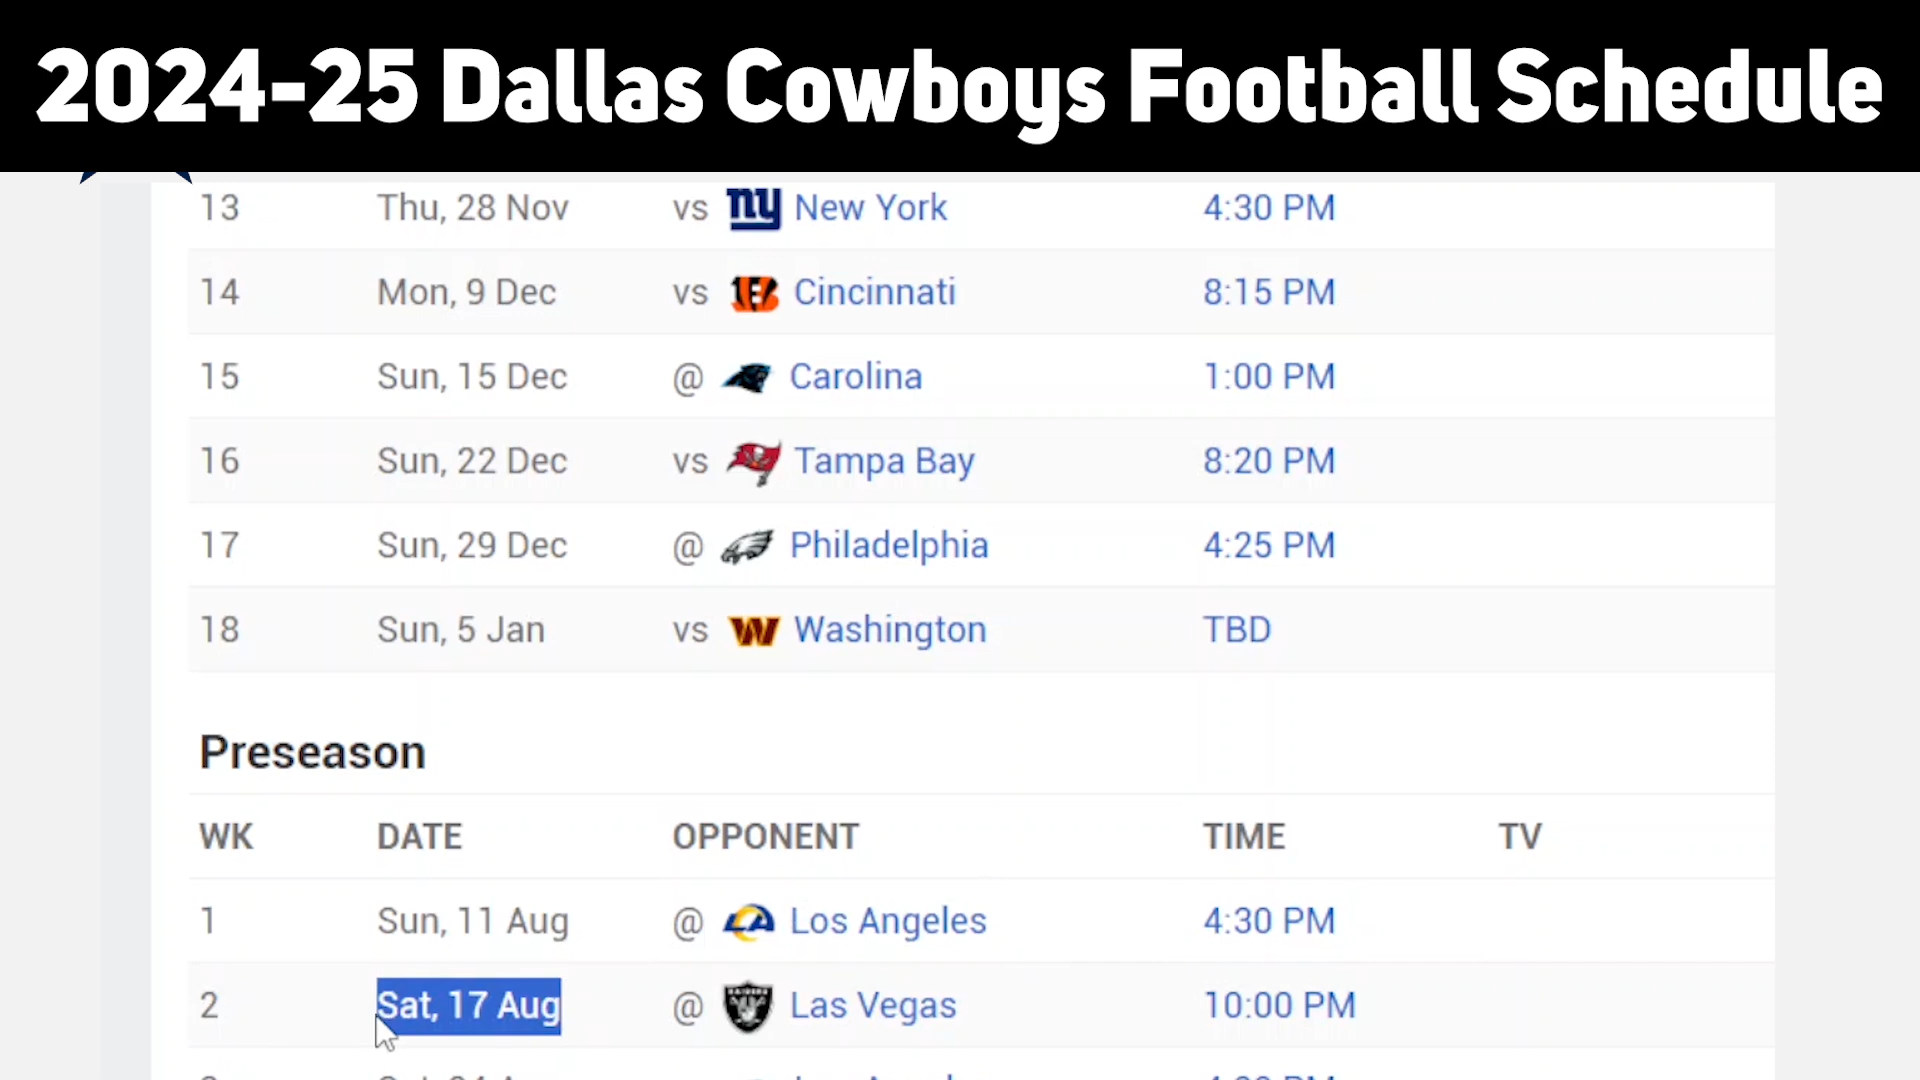 2024-25 Dallas Cowboys Football Schedule
13 Thu, 28 Nov vs ny New York 4:30 PM
14 Mon, 9 Dec vs Cincinnati 8:15 PM
15 Sun, 15 Dec @ Carolina 1:00 PM
16 Sun, 22 Dec vs Tampa Bay 8:20 PM
17 Sun, 29 Dec @ Philadelphia 4:25 PM
18 Sun, 5 Jan vs W Washington TBD
Preseason
WK DATE OPPONENT TIME TV
1 Sun, 11 Aug @ LA Los Angeles 4:30 PM
2 Sat, 17 Aug @ RAIDERS Las Vegas 10:00 PM